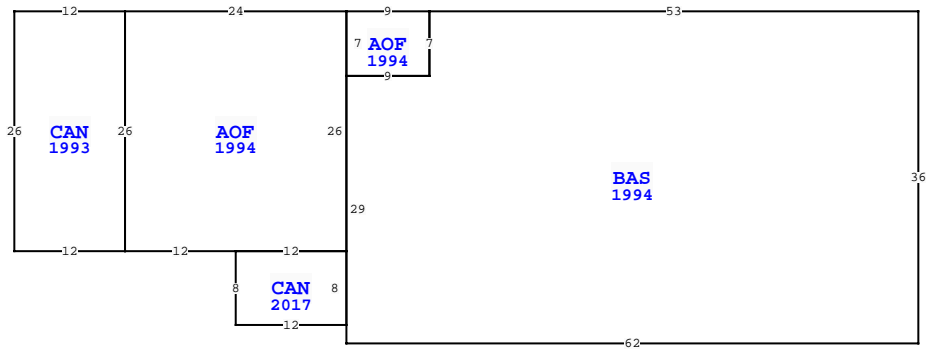 12 24 9 53
7 AOF 7
1994
9
26 CAN 26 AOF 26
1993 1994
BAS 36
1994
29
12 12 12
8 CAN 8
2017
12
62